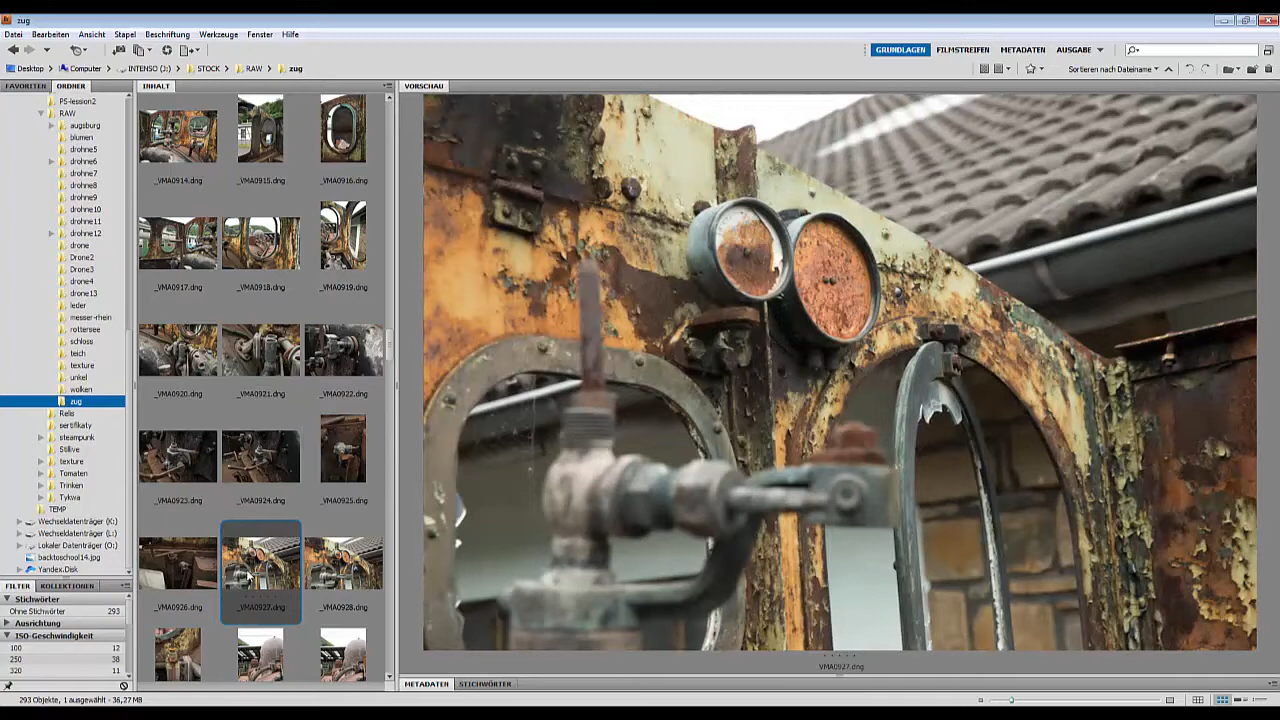 zug
Datei Bearbeiten Ansicht Stapel Beschriftung Werkzeuge Fenster Hilfe
GRUNDLAGEN FILMSTREIFEN METADATEN AUSGABE
Desktop Computer INTENSO (J:) STOCK RAW zug Sortieren nach Dateiname
FAVORITEN ORDNER INHALT VORSCHAU
PS-lession2
RAW
augsburg
blumen
drohne5
drohne6
drohne7
drohne8
drohne9
drohne10
drohne11
drohne12
drone
Drone2
Drone3
drone4
drone13
leder
messer-rhein
rottersee
schloss
teich
texture
unkel
wolken
zug
Relis
sertifikaty
steampunk
Stillive
texture
Tomaten
Trinken
Tykwa
TEMP
Wechseldatenträger (K:)
Wechseldatenträger (L:)
Lokaler Datenträger (O:)
backtoschool14.jpg
Yandex.Disk
_VMA0914.dng _VMA0915.dng _VMA0916.dng
_VMA0917.dng _VMA0918.dng _VMA0919.dng
_VMA0920.dng _VMA0921.dng _VMA0922.dng
_VMA0923.dng _VMA0924.dng _VMA0925.dng
_VMA0926.dng _VMA0927.dng _VMA0928.dng
FILTER KOLLEKTIONEN
Stichwörter
Ohne Stichwörter 293
Ausrichtung
ISO-Geschwindigkeit
100 12
250 38
320 11
_VMA0927.dng
METADATEN STICHWÖRTER
293 Objekte, 1 ausgewählt - 36,27 MB